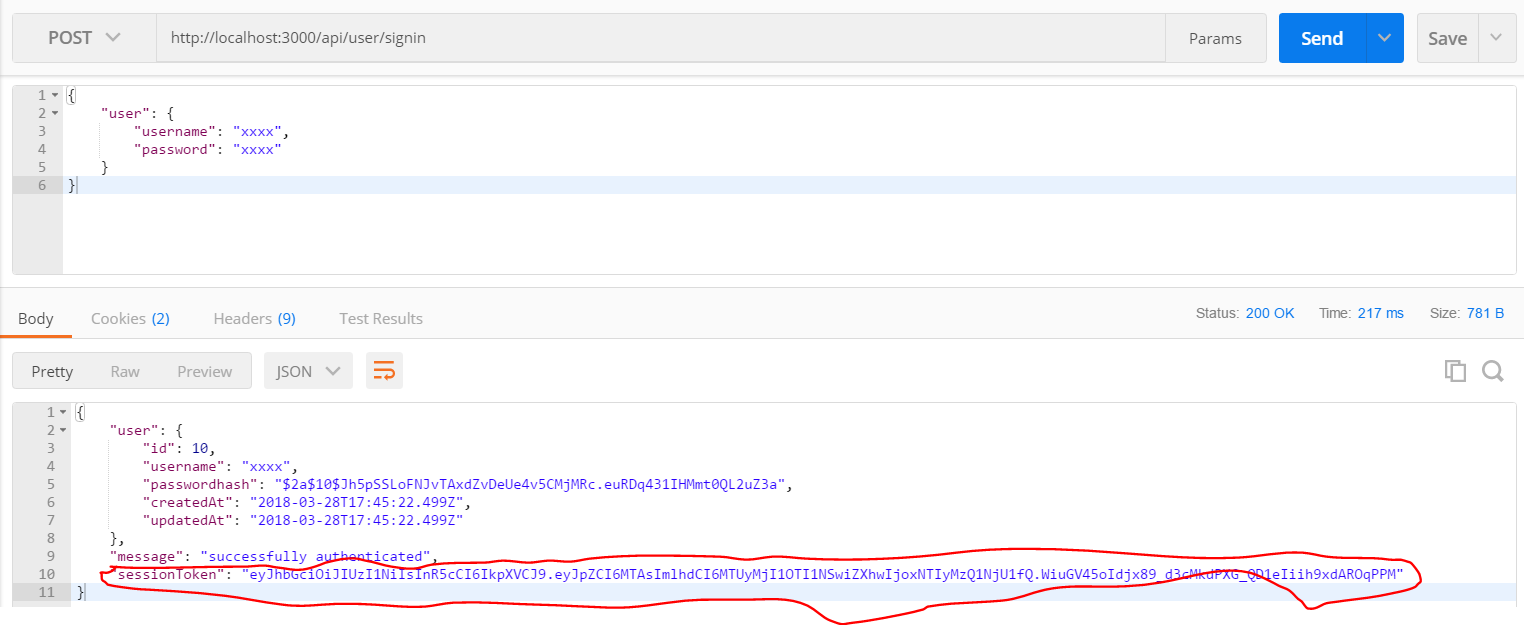 POST http://localhost:3000/api/user/signin Params Send Save
1 {
2 "user": {
3 "username": "xxxx",
4 "password": "xxxx"
5 }
6 }
Body Cookies (2) Headers (9) Test Results Status: 200 OK Time: 217 ms Size: 781 B
Pretty Raw Preview JSON
1 {
2 "user": {
3 "id": 10,
4 "username": "xxxx",
5 "passwordhash": "$2a$10$Jh5pSSLoFNJvTAxdZvDeUe4v5CMjMRc.euRDq431IHMmt0QL2uZ3a",
6 "createdAt": "2018-03-28T17:45:22.499Z",
7 "updatedAt": "2018-03-28T17:45:22.499Z"
8 },
9 "message": "successfully authenticated",
10 "sessionToken": "eyJhbGciOiJIUzI1NiIsInR5cCI6IkpXVCJ9.eyJpZCI6MTAsImlhdCI6MTUyMjI1OTI1NSwiZXhwIjoxNTIyMzQ1NjU1fQ.WiuGV45oIdjx89_d3cMkdPXG_QD1eIiih9xdAROqPPM"
11 }